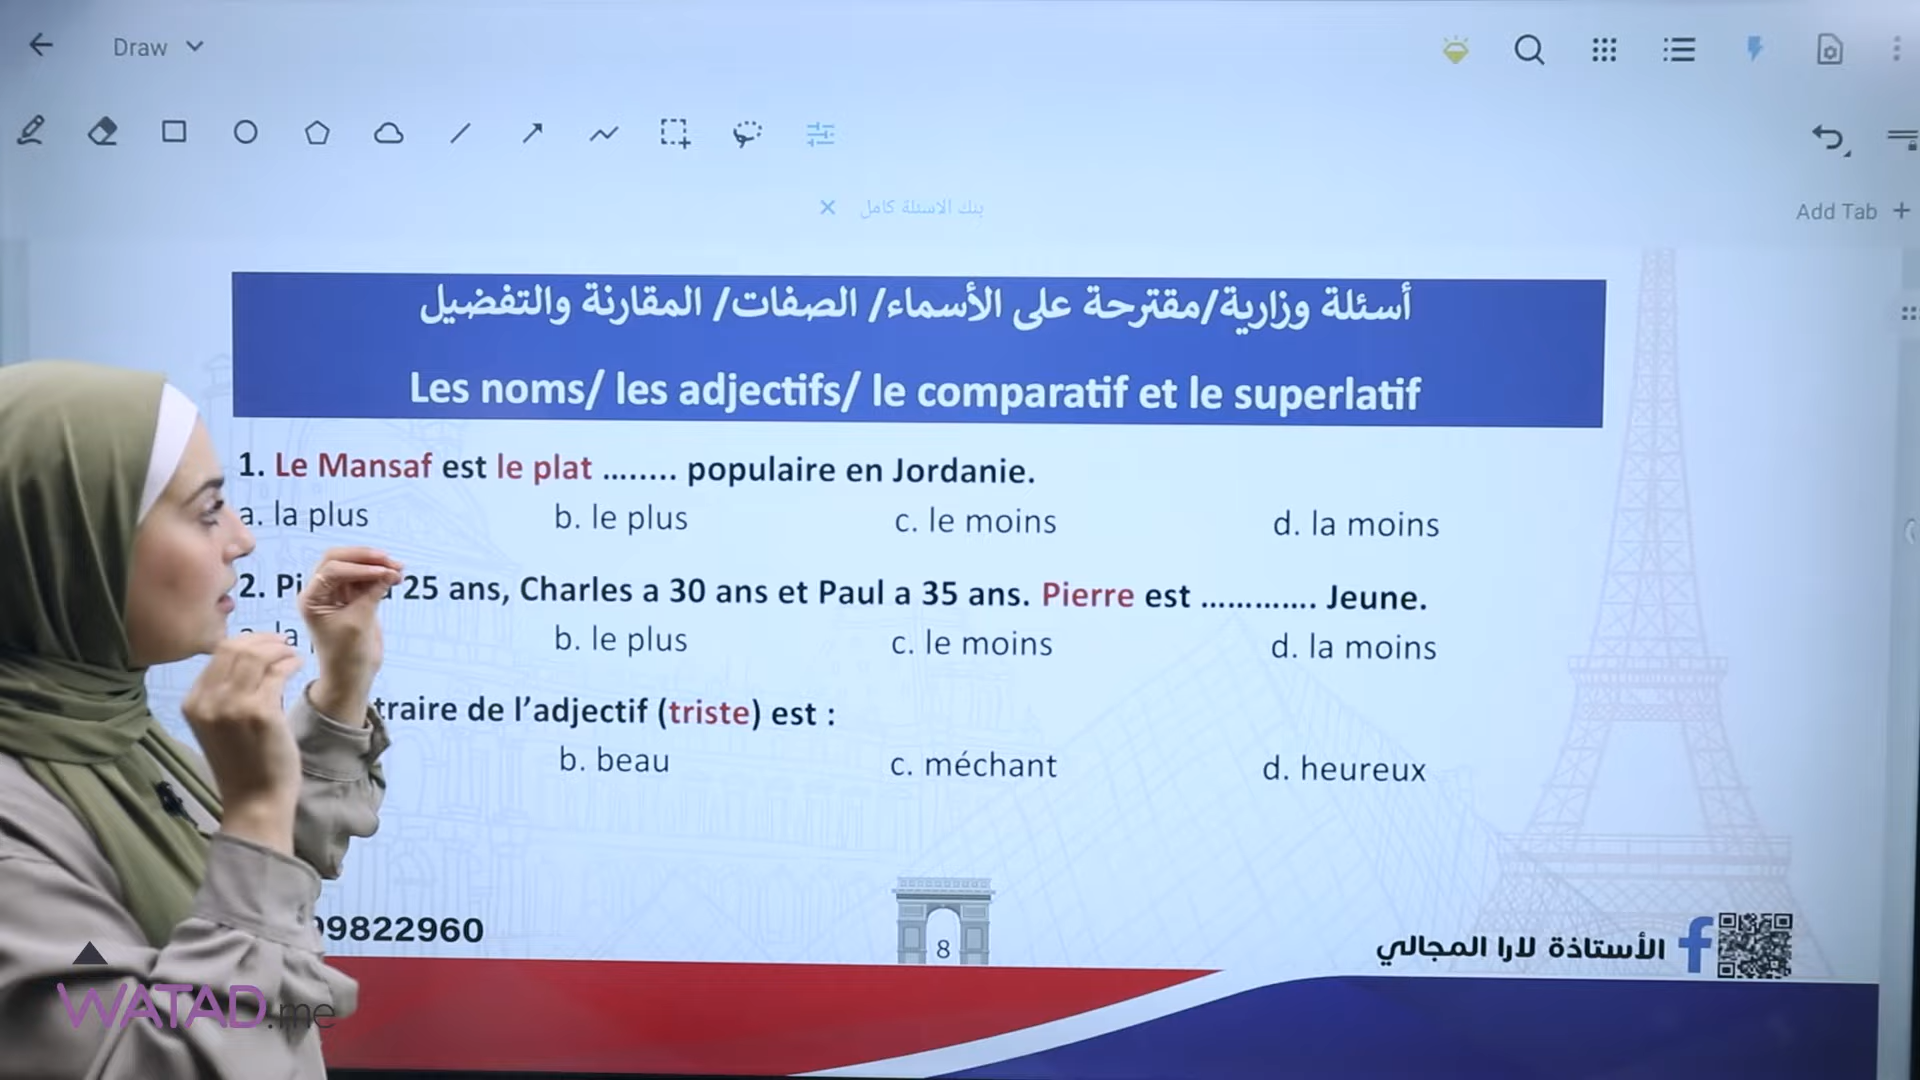 Draw
بنك الاسئلة كامل
Add Tab
أسئلة وزارية/مقترحة على الأسماء/ الصفات/ المقارنة والتفضيل
Les noms/ les adjectifs/ le comparatif et le superlatif
1. Le Mansaf est le plat ........ populaire en Jordanie.
a. la plus b. le plus c. le moins d. la moins
2. 25 ans, Charles a 30 ans et Paul a 35 ans. Pierre est ............. Jeune.
la b. le plus c. le moins d. la moins
traire de l’adjectif (triste) est :
b. beau c. méchant d. heureux
99822960
8
الأستاذة لارا المجالي
WATAD.me